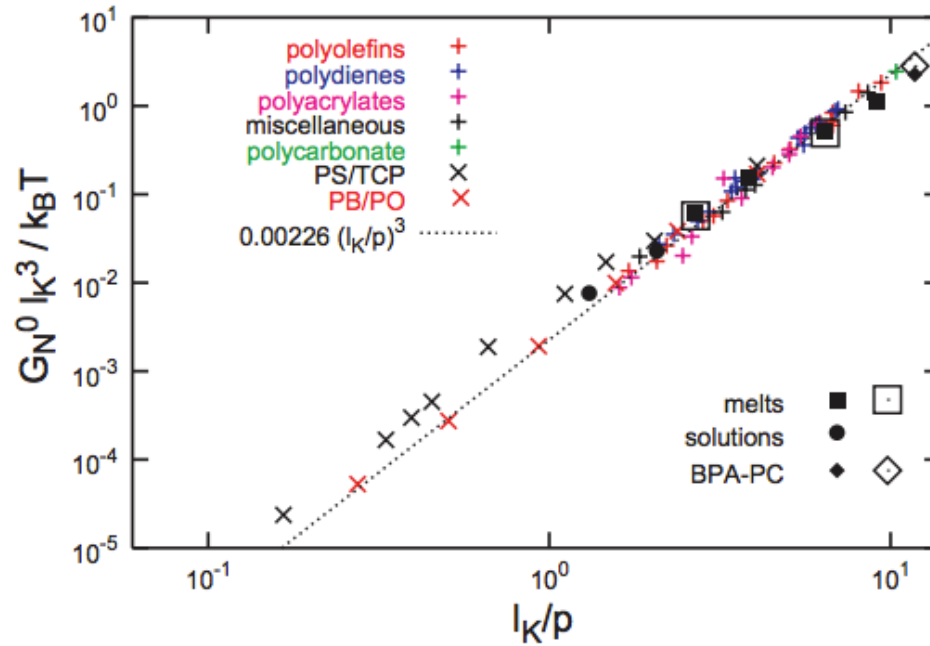 10^1
10^0
10^-1
10^-2
10^-3
10^-4
10^-5
G_N^0 l_K^3 / k_BT
polyolefins
polydienes
polyacrylates
miscellaneous
polycarbonate
PS/TCP
PB/PO
0.00226 (l_K/p)^3
melts
solutions
BPA-PC
10^-1
10^0
10^1
l_K/p